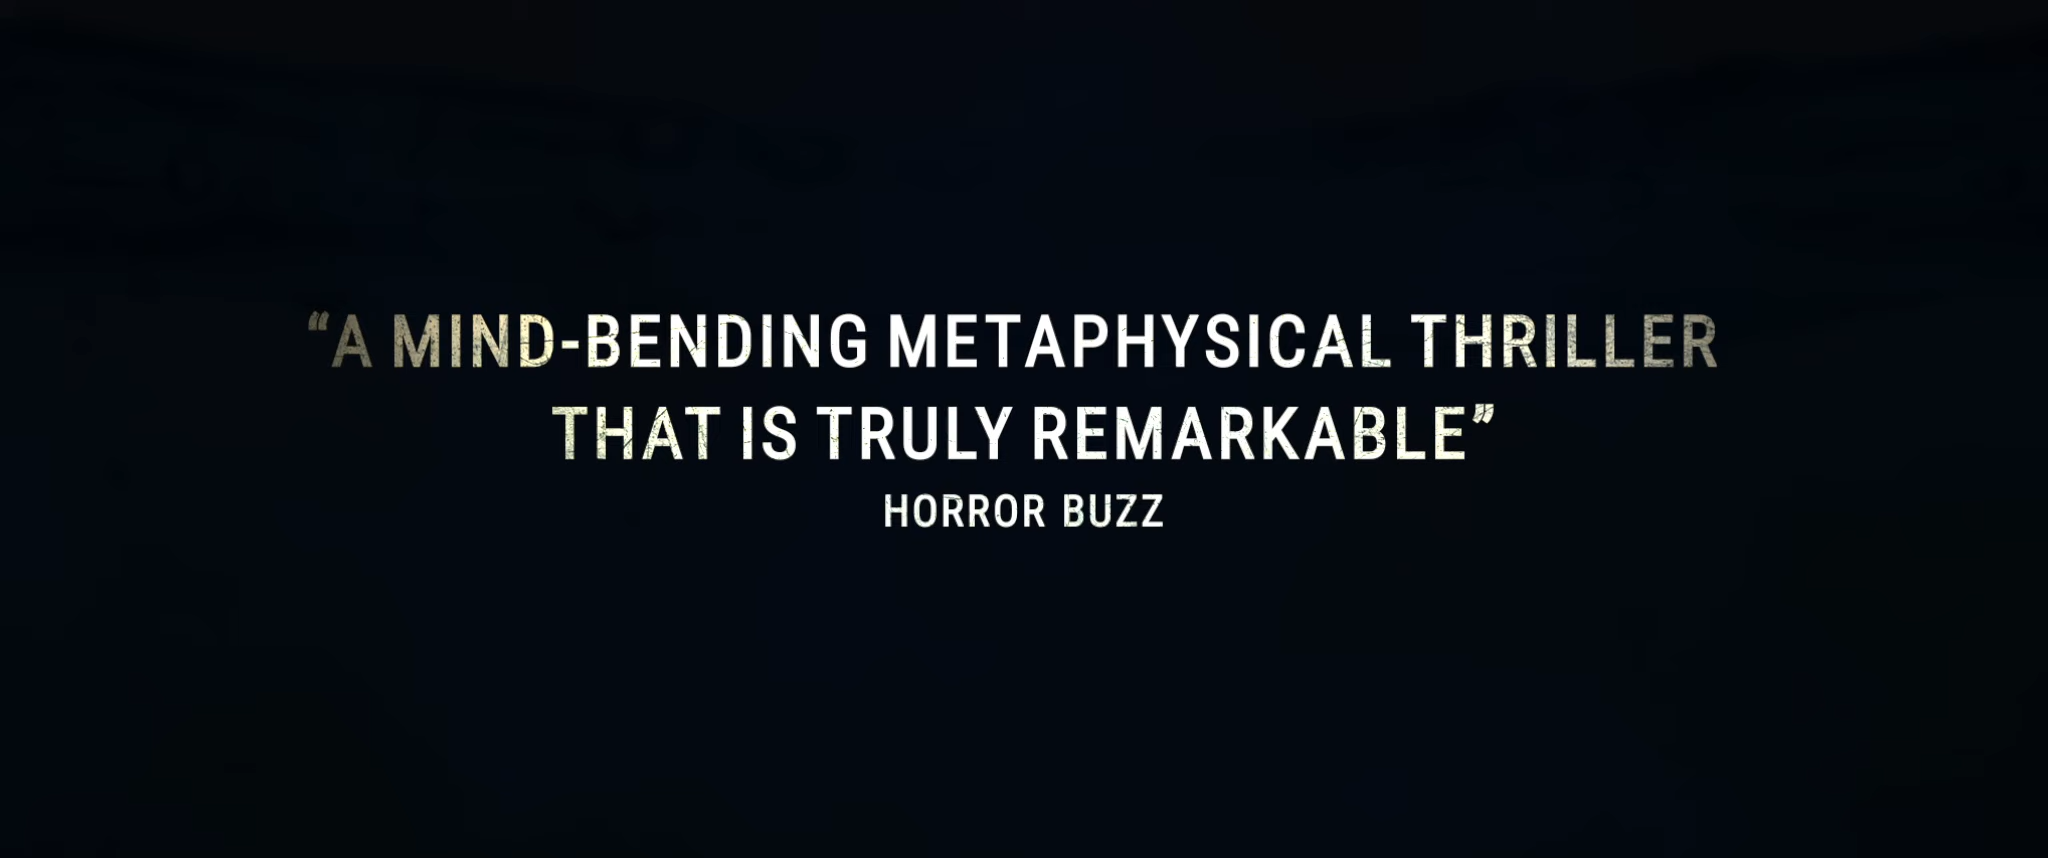 “A MIND-BENDING METAPHYSICAL THRILLER
THAT IS TRULY REMARKABLE”
HORROR BUZZ